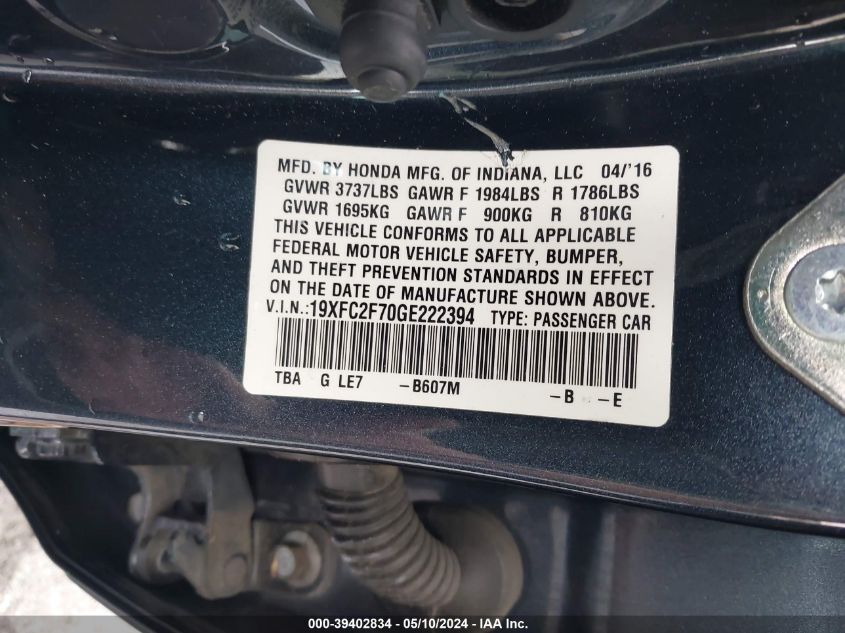 MFD. BY HONDA MFG. OF INDIANA, LLC 04/'16
GVWR 3737LBS GAWR F 1984LBS R 1786LBS
GVWR 1695KG GAWR F 900KG R 810KG
THIS VEHICLE CONFORMS TO ALL APPLICABLE
FEDERAL MOTOR VEHICLE SAFETY, BUMPER,
AND THEFT PREVENTION STANDARDS IN EFFECT
ON THE DATE OF MANUFACTURE SHOWN ABOVE.
V.I.N.:19XFC2F70GE222394 TYPE: PASSENGER CAR
TBA G LE7 -B607M
-B -E
000-39402834 - 05/10/2024 - IAA Inc.